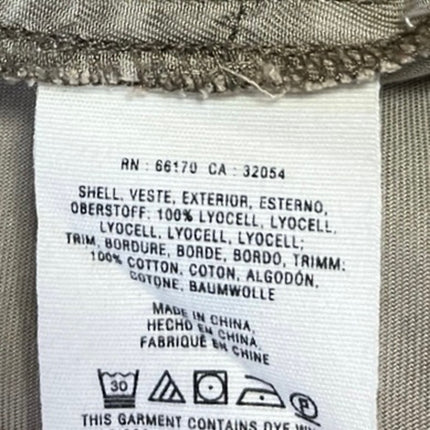 RN : 66170 CA : 32054
SHELL, VESTE, EXTERIOR, ESTERNO,
OBERSTOFF: 100% LYOCELL, LYOCELL,
LYOCELL, LYOCELL, LYOCELL;
TRIM, BORDURE, BORDE, BORDO, TRIMM:
100% COTTON, COTON, ALGODÓN,
COTONE, BAUMWOLLE
MADE IN CHINA,
HECHO EN CHINA,
FABRIQUÉ EN CHINE
30 P
THIS GARMENT CONTAINS DYE